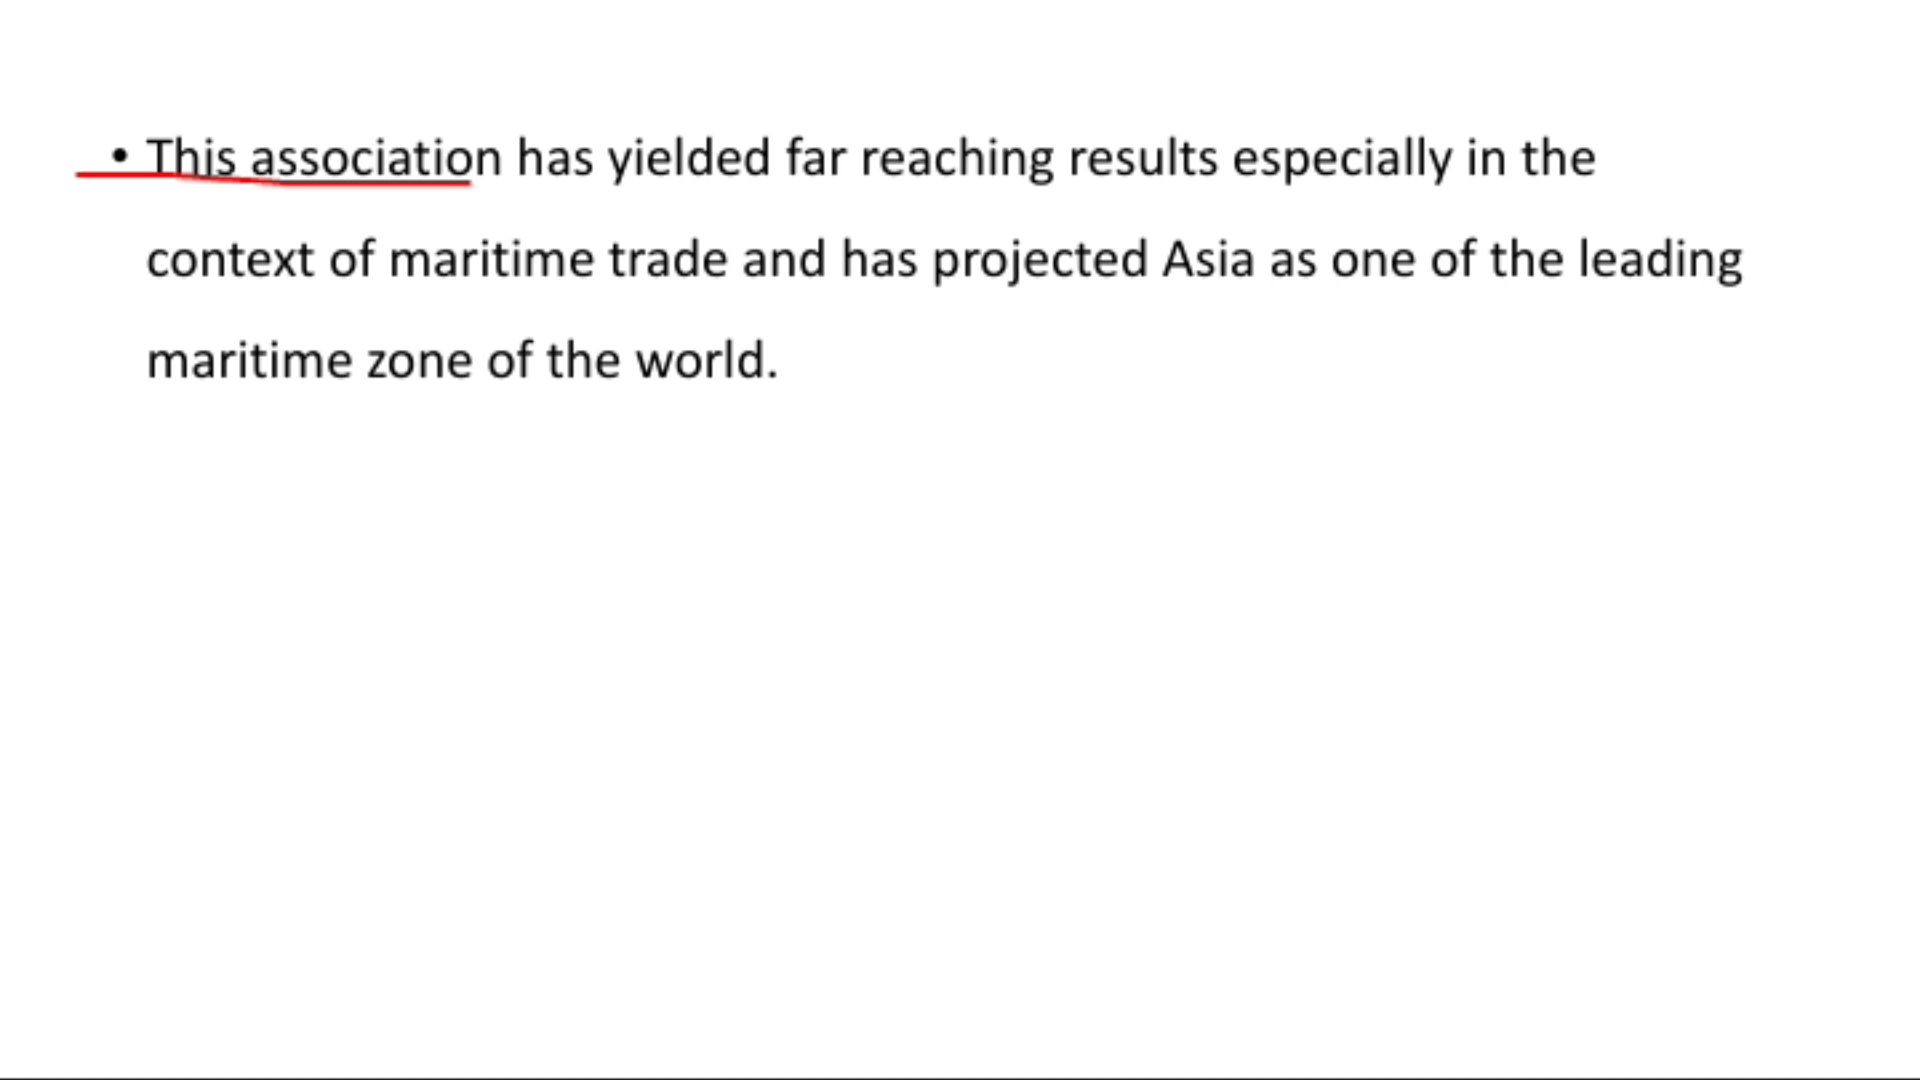 • This association has yielded far reaching results especially in the
context of maritime trade and has projected Asia as one of the leading
maritime zone of the world.